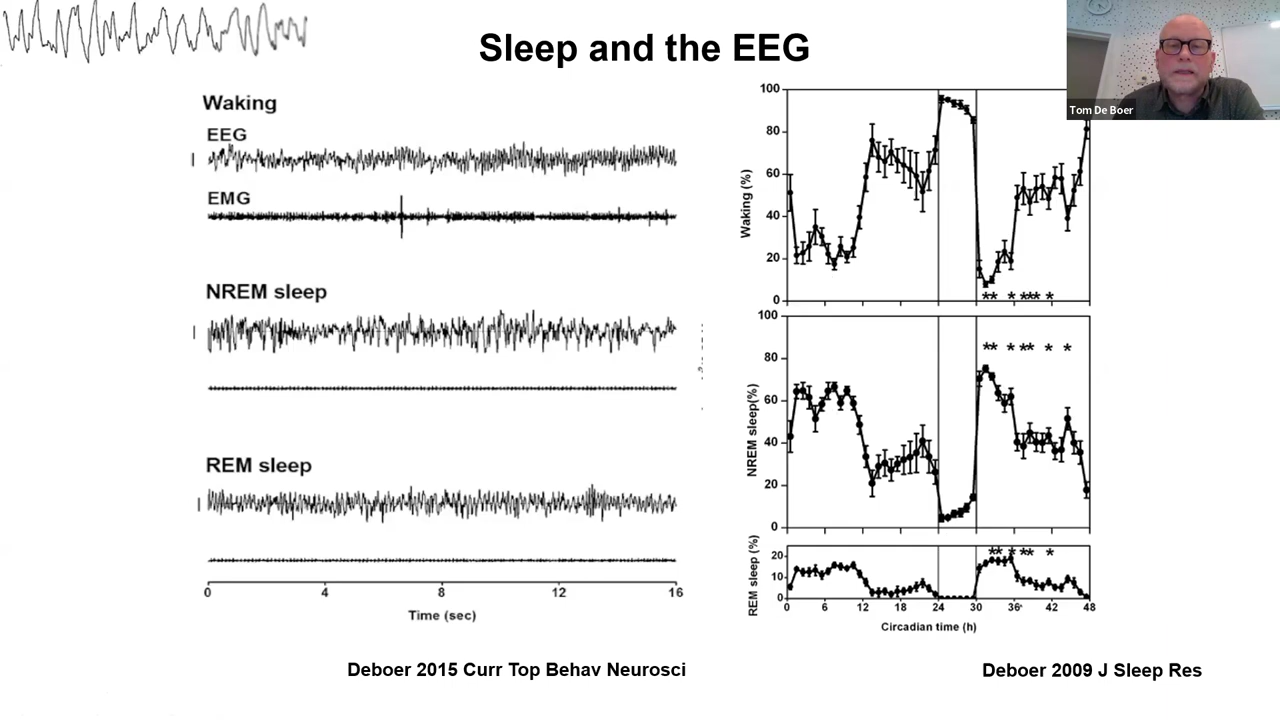 Sleep and the EEG
Tom De Boer
Waking
EEG
EMG
NREM sleep
REM sleep
0 4 8 12 16
Time (sec)
Deboer 2015 Curr Top Behav Neurosci
100
80
60
40
20
0
Waking (%)
** * *** *
100
80
60
40
20
0
NREM sleep(%)
** * ** * *
20
10
0
REM sleep (%)
** * ** *
0 6 12 18 24 30 36 42 48
Circadian time (h)
Deboer 2009 J Sleep Res